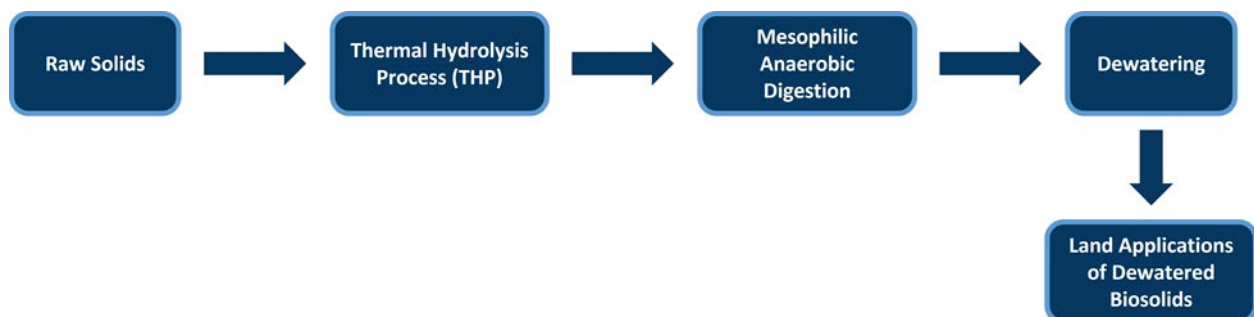 Raw Solids
Thermal Hydrolysis
Process (THP)
Mesophilic
Anaerobic
Digestion
Dewatering
Land Applications
of Dewatered
Biosolids